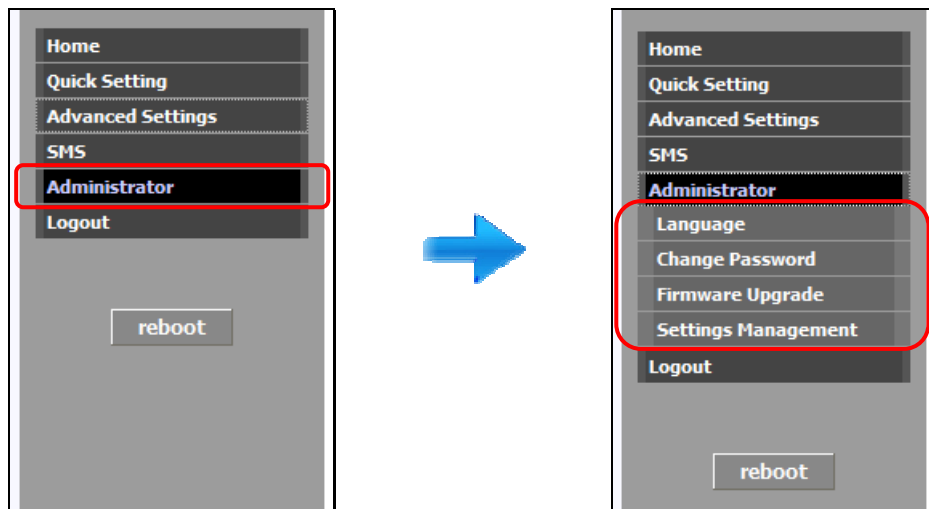 Home
Quick Setting
Advanced Settings
SMS
Administrator
Logout
reboot
Home
Quick Setting
Advanced Settings
SMS
Administrator
Language
Change Password
Firmware Upgrade
Settings Management
Logout
reboot